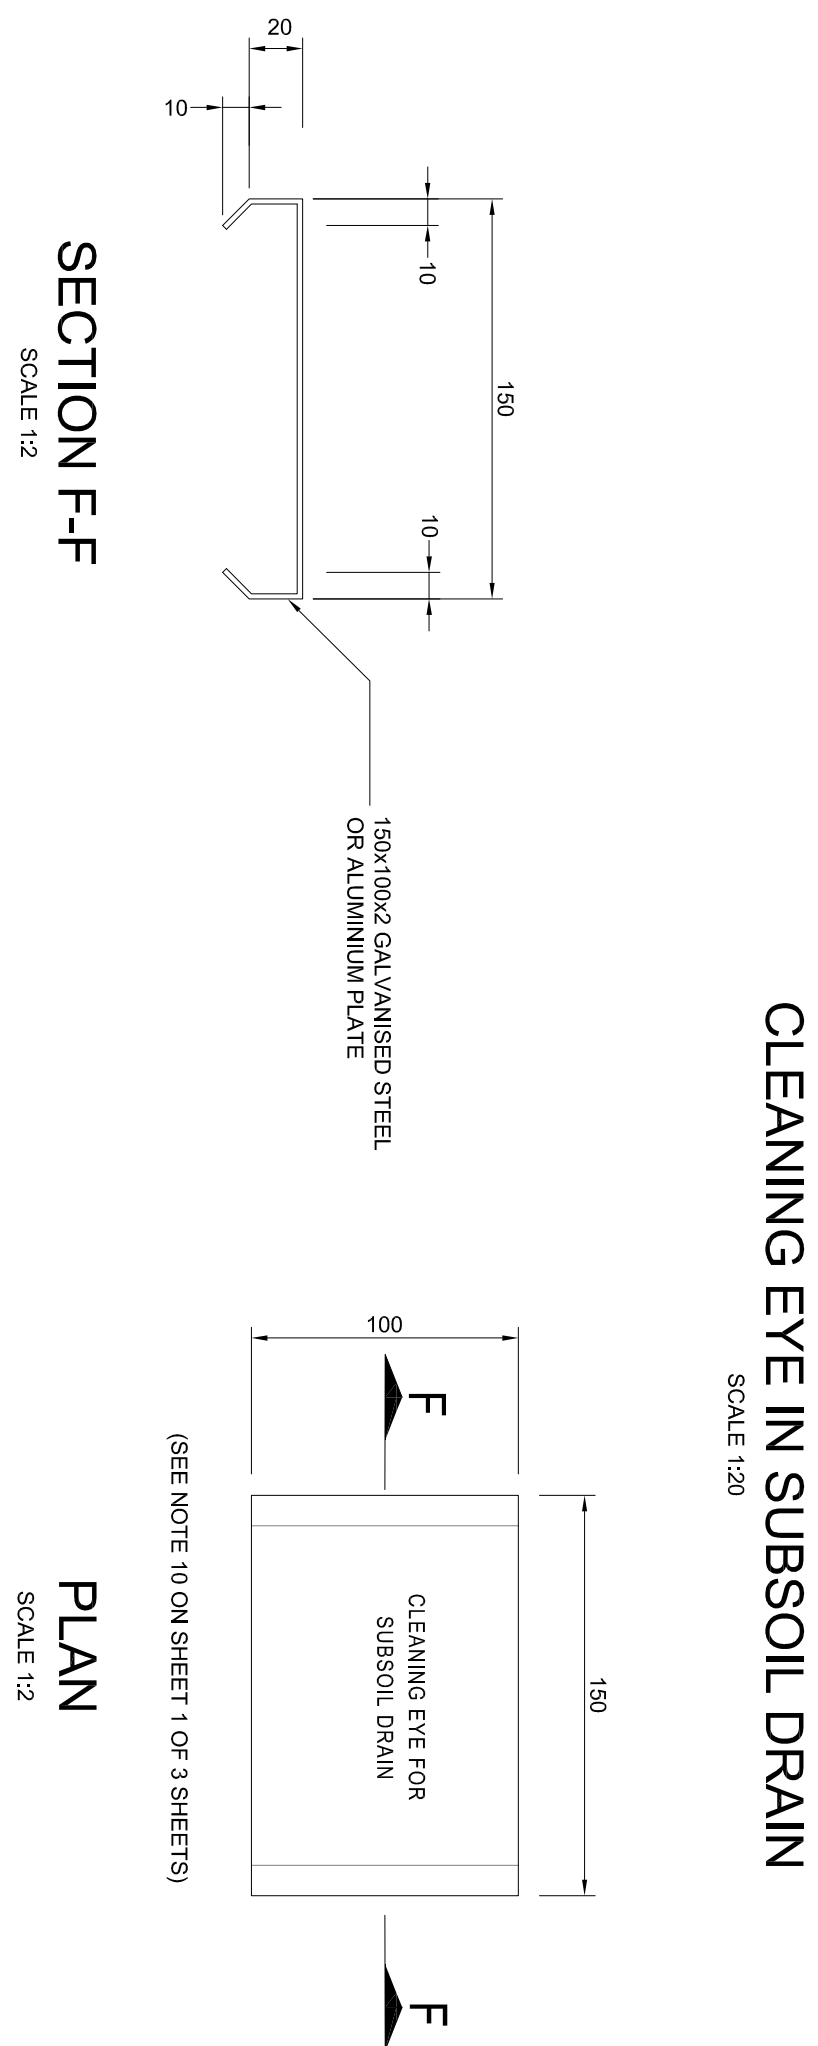 CLEANING EYE IN SUBSOIL DRAIN
SCALE 1:20
150
10
10
20
10
150x100x2 GALVANISED STEEL
OR ALUMINIUM PLATE
SECTION F-F
SCALE 1:2
150
100
F
F
CLEANING EYE FOR
SUBSOIL DRAIN
(SEE NOTE 10 ON SHEET 1 OF 3 SHEETS)
PLAN
SCALE 1:2